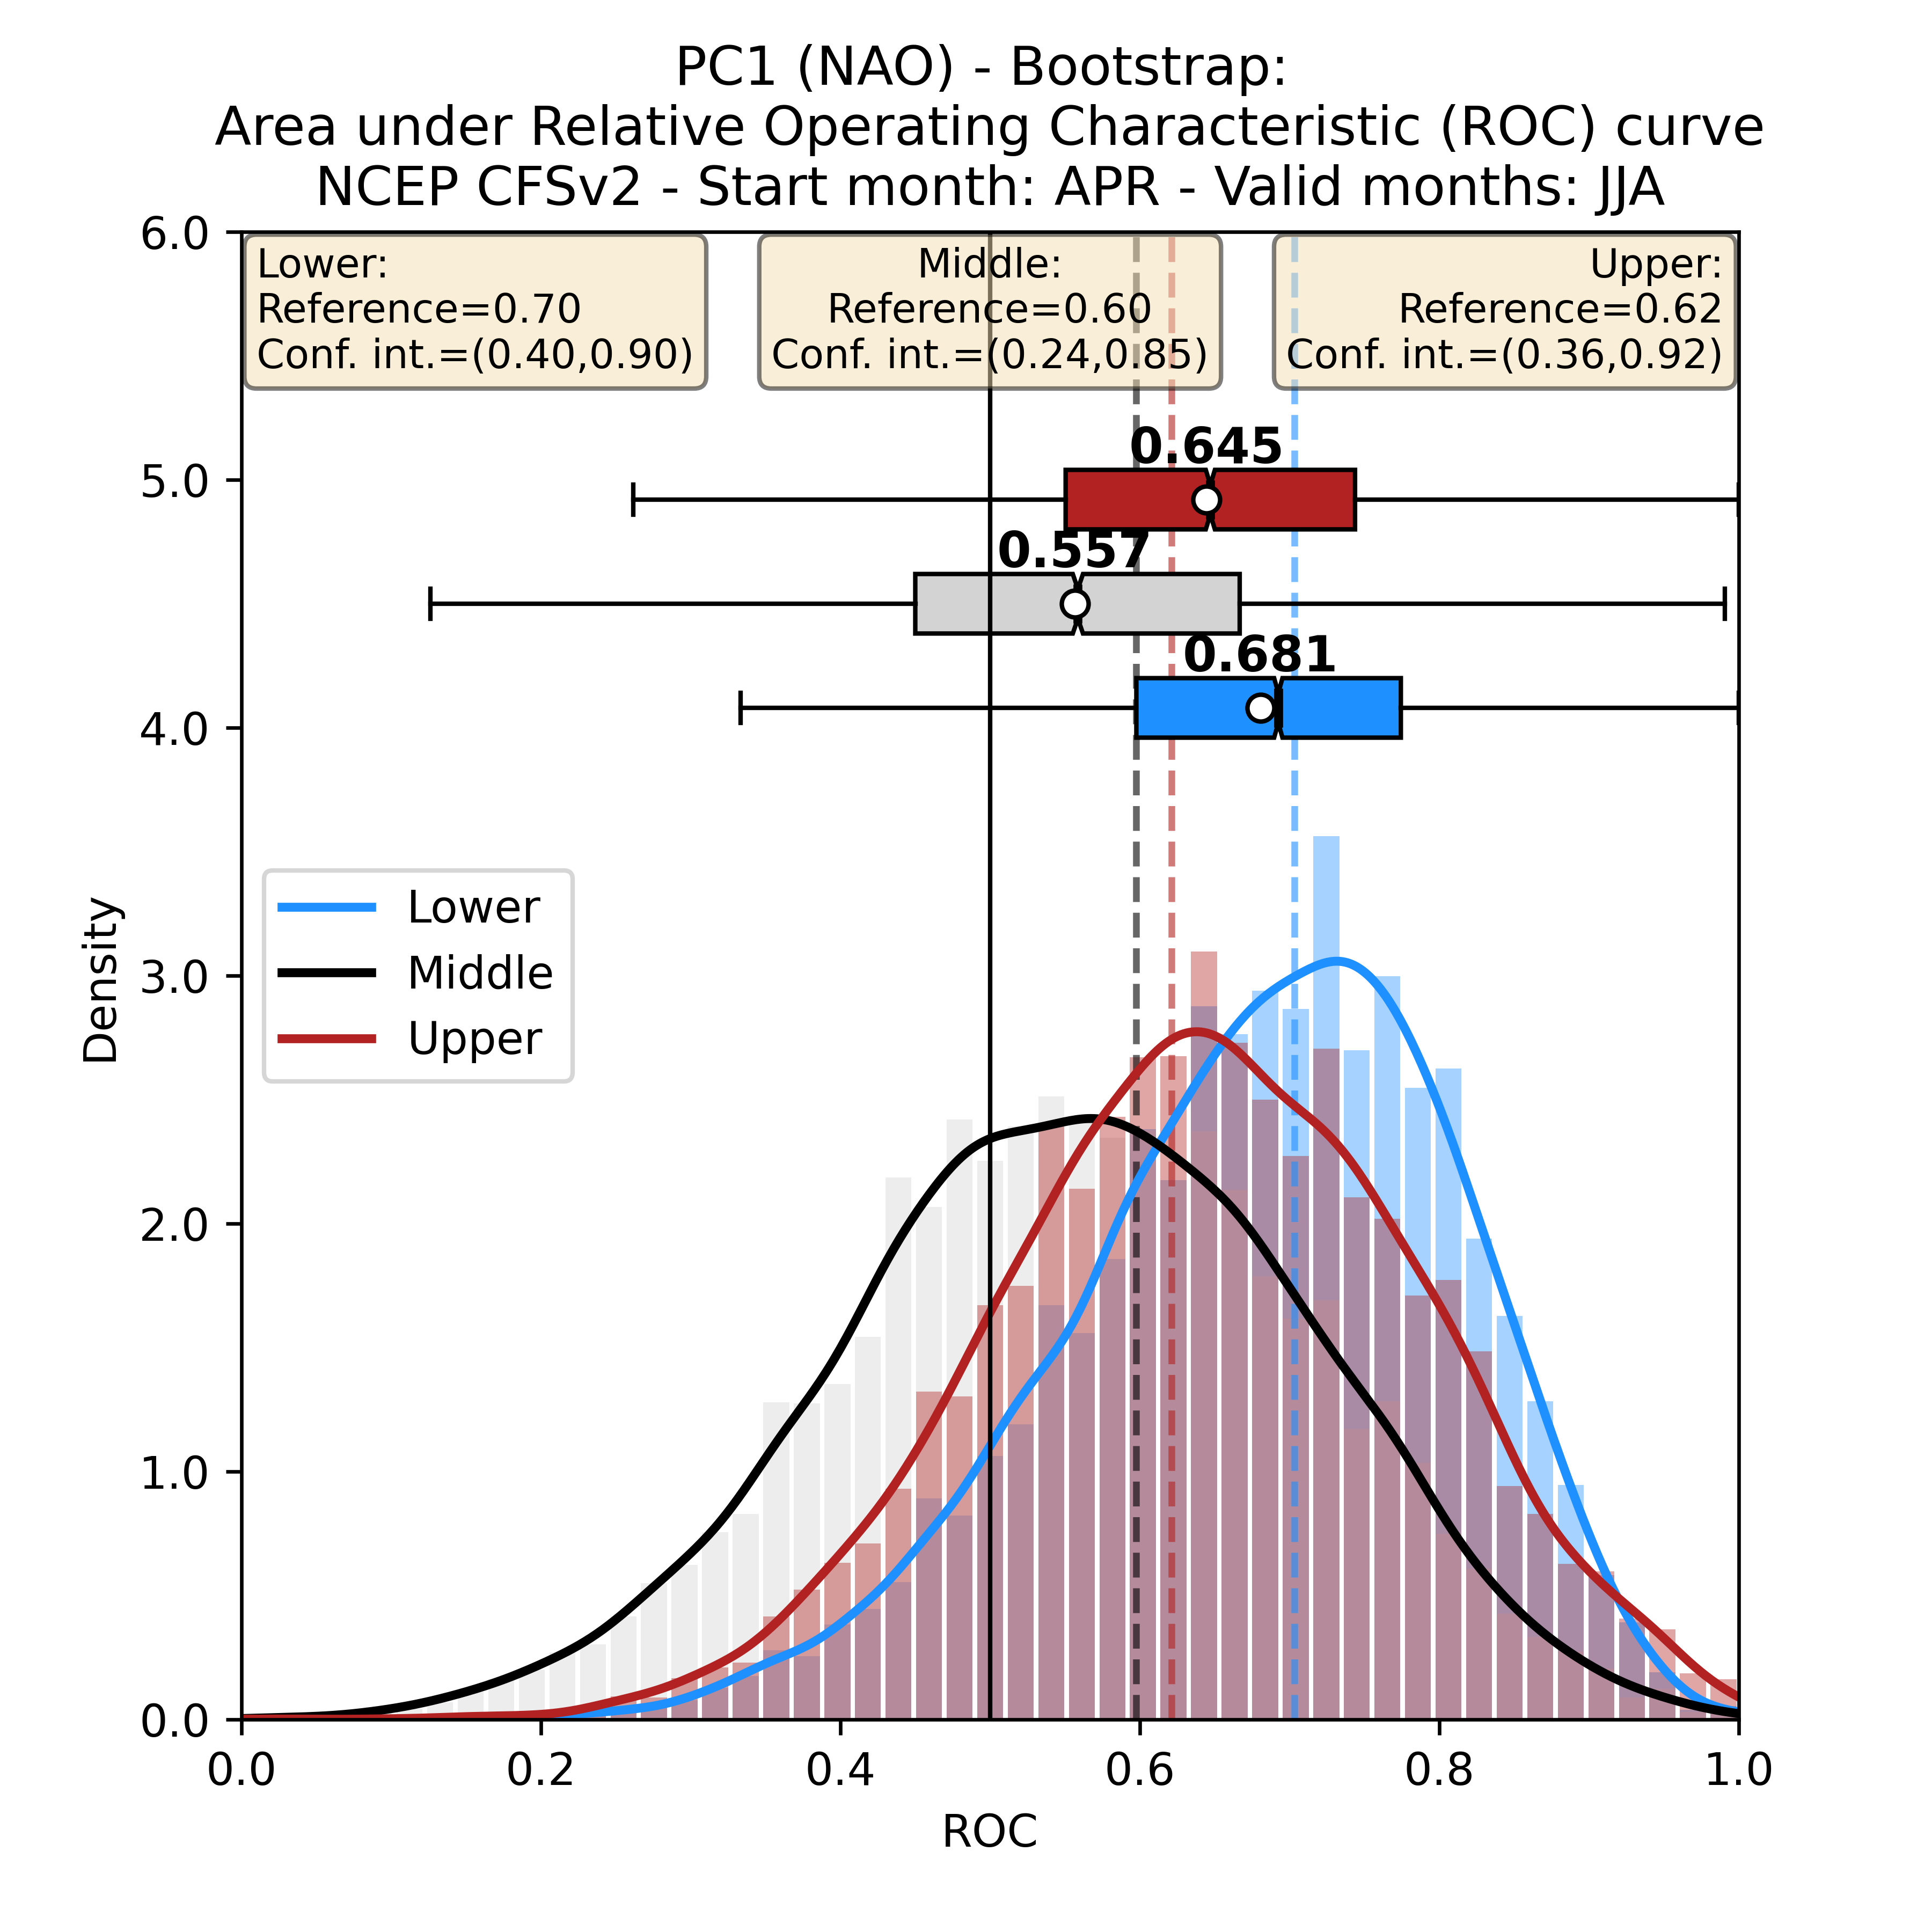 PC1 (NAO) - Bootstrap:
Area under Relative Operating Characteristic (ROC) curve
NCEP CFSv2 - Start month: APR - Valid months: JJA
Lower:
Reference=0.70
Conf. int.=(0.40,0.90)
Middle:
Reference=0.60
Conf. int.=(0.24,0.85)
Upper:
Reference=0.62
Conf. int.=(0.36,0.92)
0.645
0.557
0.681
Lower
Middle
Upper
Density
6.0
5.0
4.0
3.0
2.0
1.0
0.0
0.0
0.2
0.4
0.6
0.8
1.0
ROC